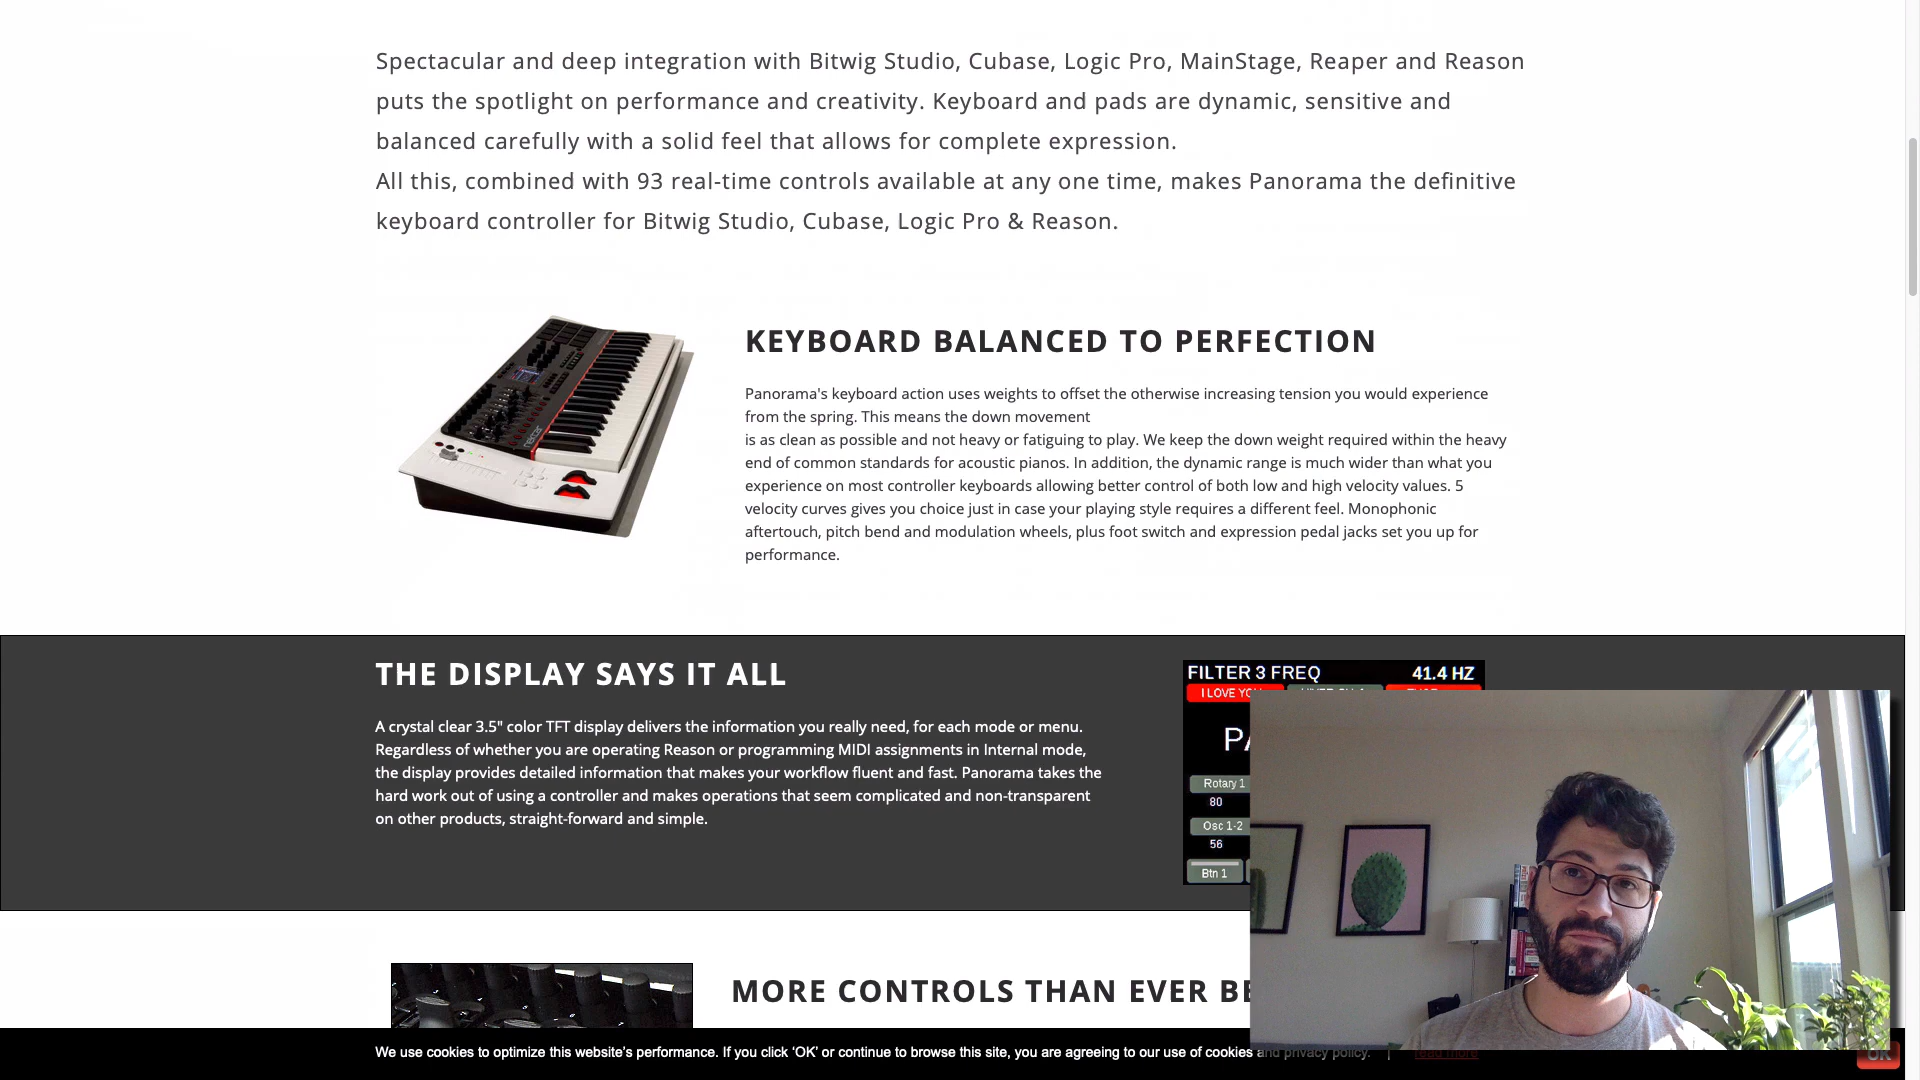 Spectacular and deep integration with Bitwig Studio, Cubase, Logic Pro, MainStage, Reaper and Reason
puts the spotlight on performance and creativity. Keyboard and pads are dynamic, sensitive and
balanced carefully with a solid feel that allows for complete expression.
All this, combined with 93 real-time controls available at any one time, makes Panorama the definitive
keyboard controller for Bitwig Studio, Cubase, Logic Pro & Reason.
KEYBOARD BALANCED TO PERFECTION
Panorama's keyboard action uses weights to offset the otherwise increasing tension you would experience
from the spring. This means the down movement
is as clean as possible and not heavy or fatiguing to play. We keep the down weight required within the heavy
end of common standards for acoustic pianos. In addition, the dynamic range is much wider than what you
experience on most controller keyboards allowing better control of both low and high velocity values. 5
velocity curves gives you choice just in case your playing style requires a different feel. Monophonic
aftertouch, pitch bend and modulation wheels, plus foot switch and expression pedal jacks set you up for
performance.
THE DISPLAY SAYS IT ALL
A crystal clear 3.5" color TFT display delivers the information you really need, for each mode or menu.
Regardless of whether you are operating Reason or programming MIDI assignments in Internal mode,
the display provides detailed information that makes your workflow fluent and fast. Panorama takes the
hard work out of using a controller and makes operations that seem complicated and non-transparent
on other products, straight-forward and simple.
FILTER 3 FREQ 41.4 HZ
I LOVE
Rotary 1
80
Osc 1-2
56
Btn 1
MORE CONTROLS THAN EVER
We use cookies to optimize this website's performance. If you click ‘OK’ or continue to browse this site, you are agreeing to our use of cookies and privacy policy. | read more
OK